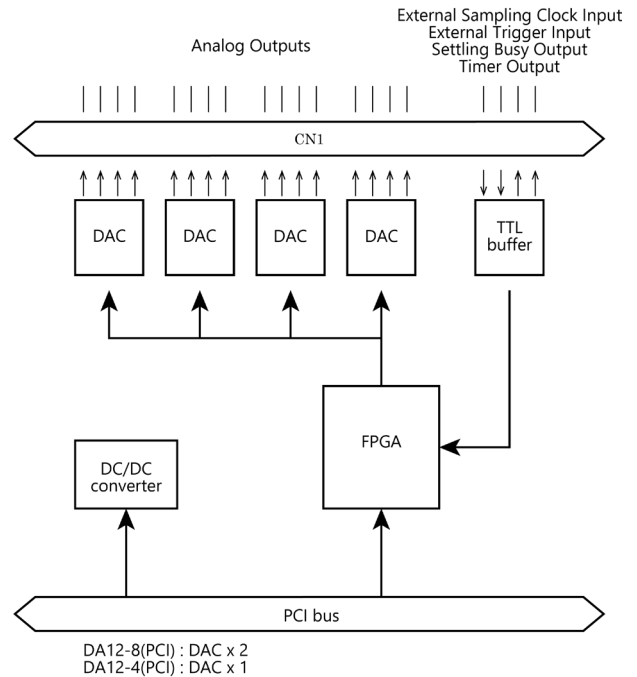 External Sampling Clock Input
External Trigger Input
Settling Busy Output
Timer Output
Analog Outputs
CN1
DAC
DAC
DAC
DAC
TTL
buffer
FPGA
DC/DC
converter
PCI bus
DA12-8(PCI) : DAC x 2
DA12-4(PCI) : DAC x 1